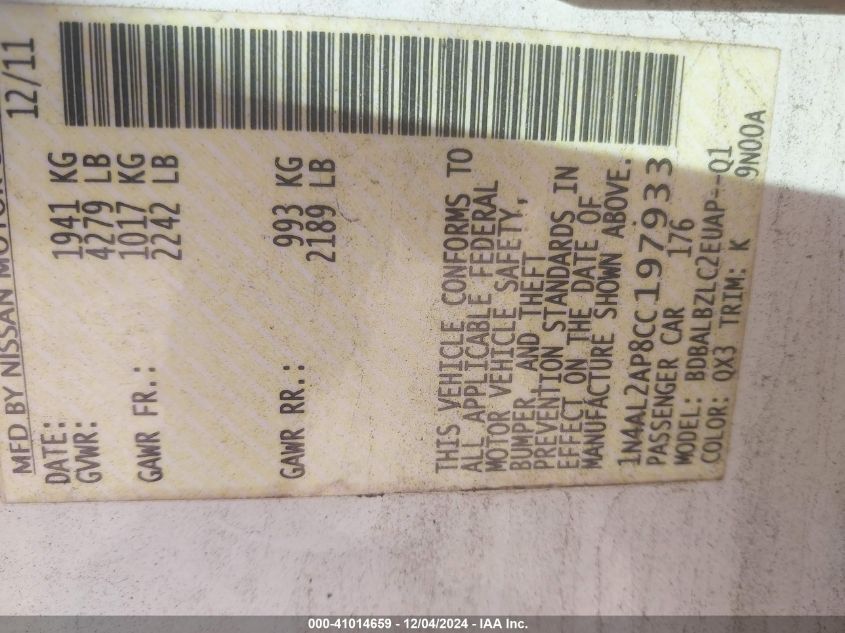 MFD BY NISSAN MOTOR
DATE: 12/11
GVWR: 1941 KG
4279 LB
GAWR FR.: 1017 KG
2242 LB
GAWR RR.: 993 KG
2189 LB
THIS VEHICLE CONFORMS TO
ALL APPLICABLE FEDERAL
MOTOR VEHICLE SAFETY,
BUMPER, AND THEFT
PREVENTION STANDARDS IN
EFFECT ON THE DATE OF
MANUFACTURE SHOWN ABOVE.
1N4AL2AP8CC197933
PASSENGER CAR 176
MODEL: BDBALBZLC2EUAP--Q1
COLOR: QX3 TRIM: K 9N00A
000-41014659 - 12/04/2024 - IAA Inc.